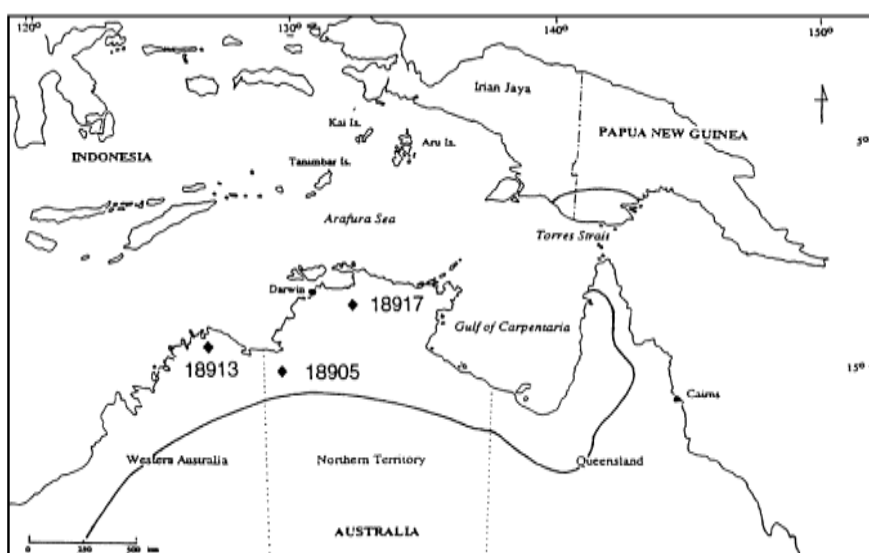 120° 130° 140° 150°
Irian Jaya
Kai Is.
PAPUA NEW GUINEA
Aru Is.
5°
INDONESIA
Tanimbar Is.
Arafura Sea
Torres Strait
Darwin
18917
Gulf of Carpentaria
18913 18905
15°
Cairns
Western Australia Northern Territory Queensland
0 250 500 km
AUSTRALIA